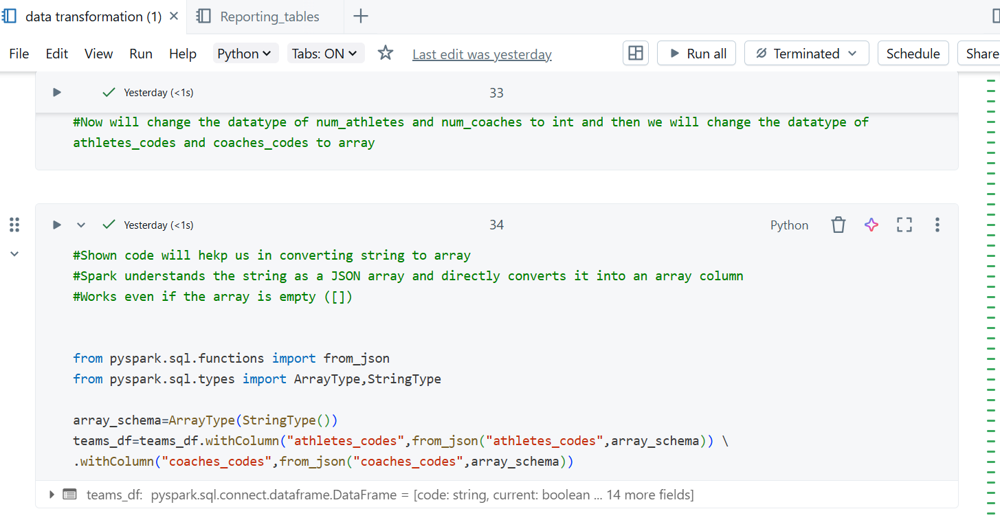 data transformation (1)
Reporting_tables
File Edit View Run Help Python Tabs: ON Last edit was yesterday Run all Terminated Schedule Share
Yesterday (<1s) 33
#Now will change the datatype of num_athletes and num_coaches to int and then we will change the datatype of
athletes_codes and coaches_codes to array
Yesterday (<1s) 34 Python
#Shown code will hekp us in converting string to array
#Spark understands the string as a JSON array and directly converts it into an array column
#Works even if the array is empty ([])
from pyspark.sql.functions import from_json
from pyspark.sql.types import ArrayType,StringType
array_schema=ArrayType(StringType())
teams_df=teams_df.withColumn("athletes_codes",from_json("athletes_codes",array_schema)) \
.withColumn("coaches_codes",from_json("coaches_codes",array_schema))
teams_df: pyspark.sql.connect.dataframe.DataFrame = [code: string, current: boolean ... 14 more fields]